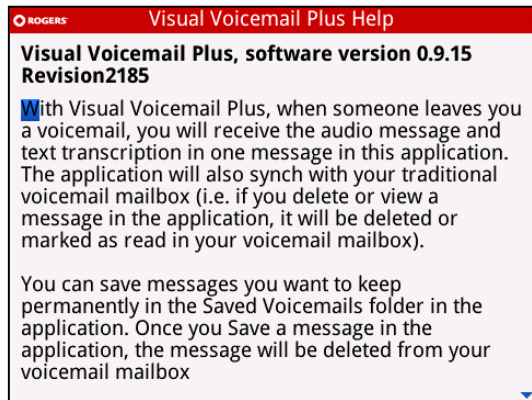 ROGERS Visual Voicemail Plus Help
Visual Voicemail Plus, software version 0.9.15
Revision2185
With Visual Voicemail Plus, when someone leaves you
a voicemail, you will receive the audio message and
text transcription in one message in this application.
The application will also synch with your traditional
voicemail mailbox (i.e. if you delete or view a
message in the application, it will be deleted or
marked as read in your voicemail mailbox).
You can save messages you want to keep
permanently in the Saved Voicemails folder in the
application. Once you Save a message in the
application, the message will be deleted from your
voicemail mailbox